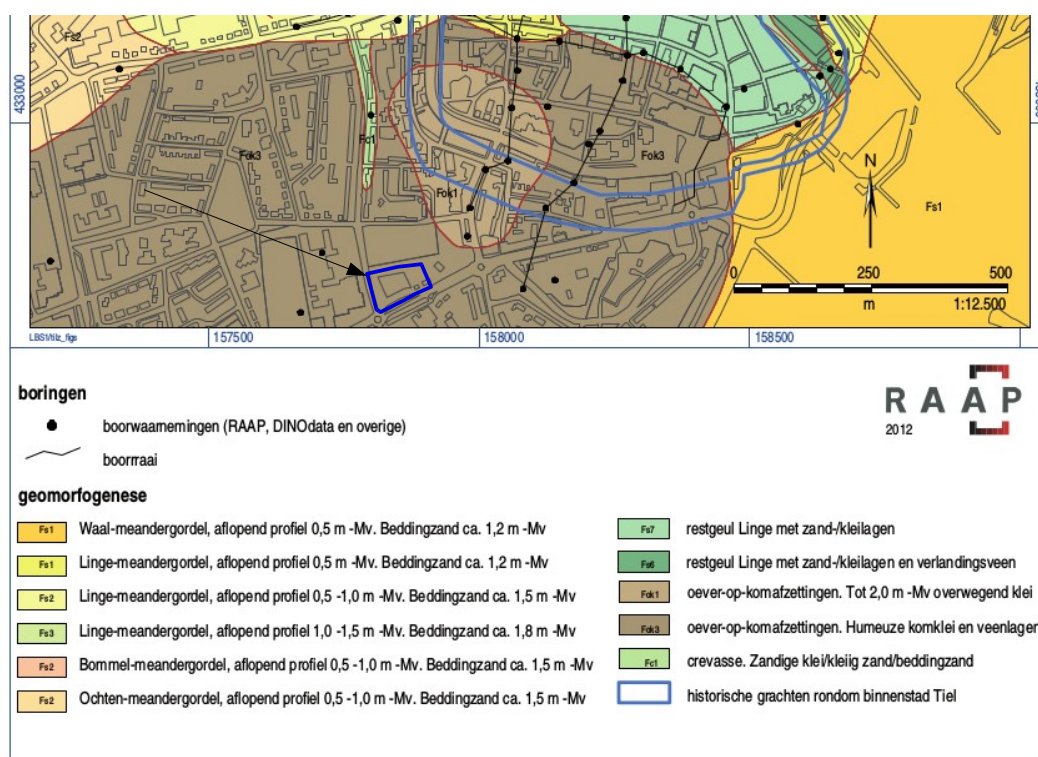 Fs2
433000
Fc1
Fok3
Fok3
Fok1
N
Fs1
0
250
500
m
1:12.500
LBS1/tilz_figs
157500
158000
158500
boringen
boorwaarnemingen (RAAP, DINOdata en overige)
boorrraai
RAAP
2012
geomorfogenese
Fs1 Waal-meandergordel, aflopend profiel 0,5 m -Mv. Beddingzand ca. 1,2 m -Mv
Fs1 Linge-meandergordel, aflopend profiel 0,5 m -Mv. Beddingzand ca. 1,2 m -Mv
Fs2 Linge-meandergordel, aflopend profiel 0,5 -1,0 m -Mv. Beddingzand ca. 1,5 m -Mv
Fs3 Linge-meandergordel, aflopend profiel 1,0 -1,5 m -Mv. Beddingzand ca. 1,8 m -Mv
Fs2 Bommel-meandergordel, aflopend profiel 0,5 -1,0 m -Mv. Beddingzand ca. 1,5 m -Mv
Fs2 Ochten-meandergordel, aflopend profiel 0,5 -1,0 m -Mv. Beddingzand ca. 1,5 m -Mv
Fs7 restgeul Linge met zand-/kleilagen
Fs6 restgeul Linge met zand-/kleilagen en verlandingsveen
Fok1 oever-op-komafzettingen. Tot 2,0 m -Mv overwegend klei
Fok3 oever-op-komafzettingen. Humeuze komklei en veenlagen
Fc1 crevasse. Zandige klei/kleiig zand/beddingzand
historische grachten rondom binnenstad Tiel